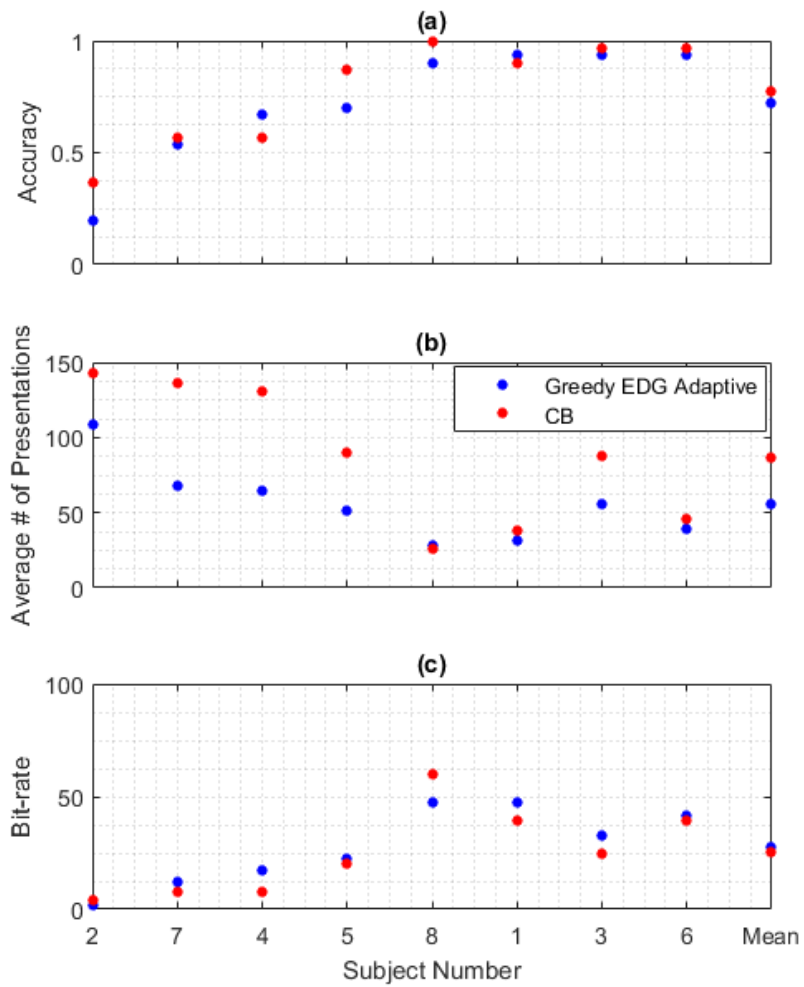 (a)
1
0.5
0
Accuracy
(b)
150
100
50
0
Average # of Presentations
Greedy EDG Adaptive
CB
(c)
100
50
0
Bit-rate
2 7 4 5 8 1 3 6 Mean
Subject Number